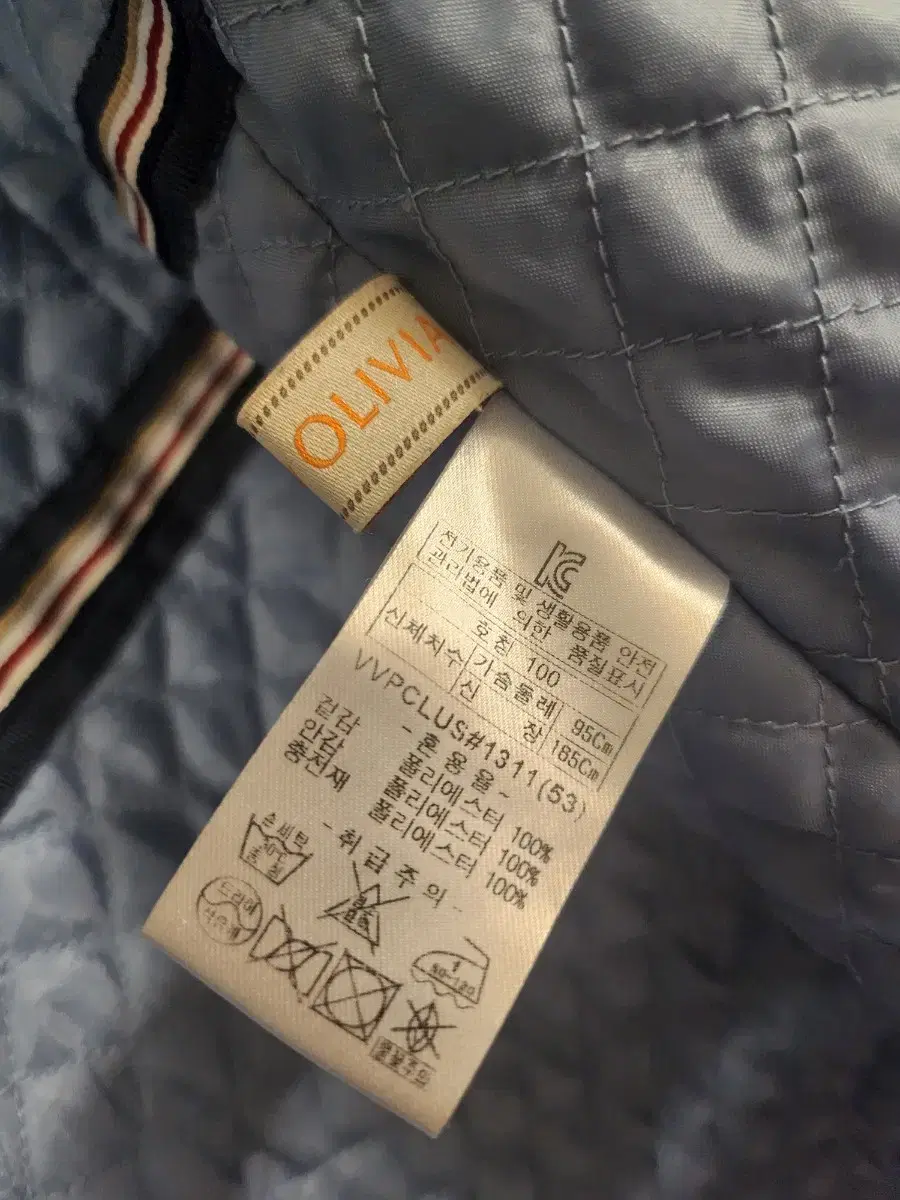 OLIVIA
전기용품 및 생활용품 안전
관리법에 의한 품질표시
호칭 100
신체치수 가슴둘레 95Cm
신 장 165Cm
VVPCLUS#1311(53)
- 혼 용 율 ~
겉감 폴리에스터 100%
안감 폴리에스터 100%
충전재 폴리에스터 100%
- 취 급 주 의 -
손세탁
드라이
석유계
80~120